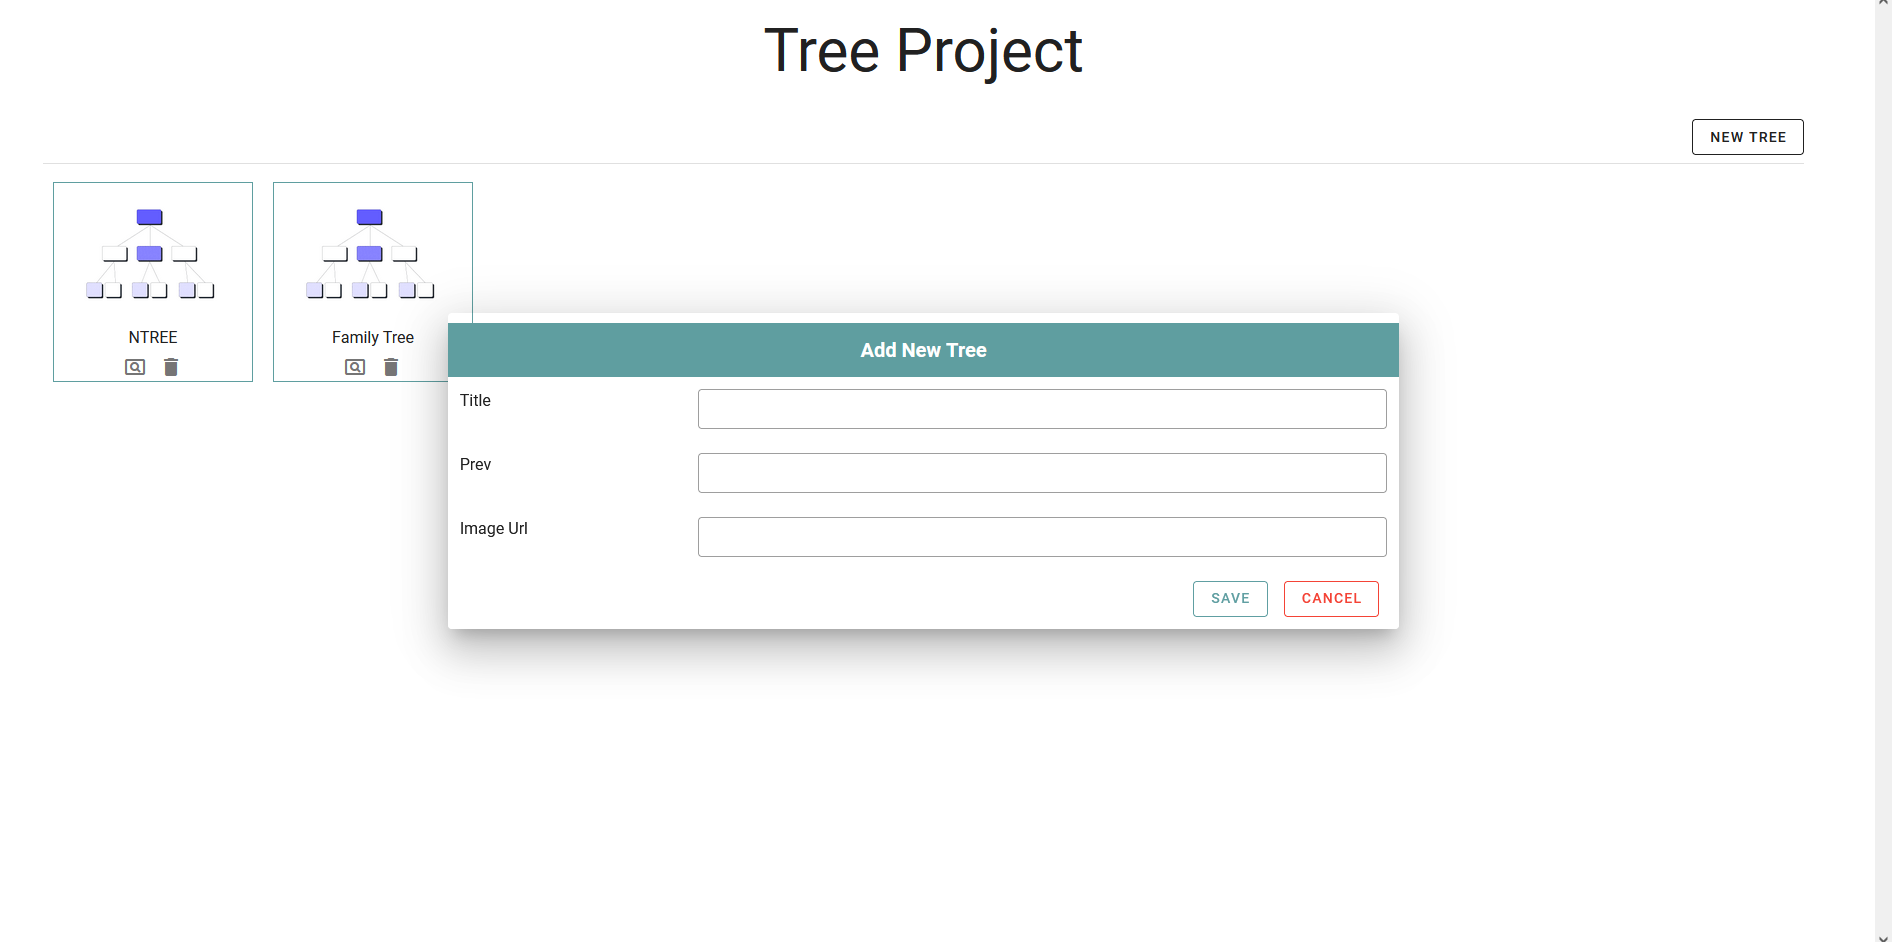 Tree Project
NEW TREE
NTREE
Family Tree
Add New Tree
Title
Prev
Image Url
SAVE
CANCEL